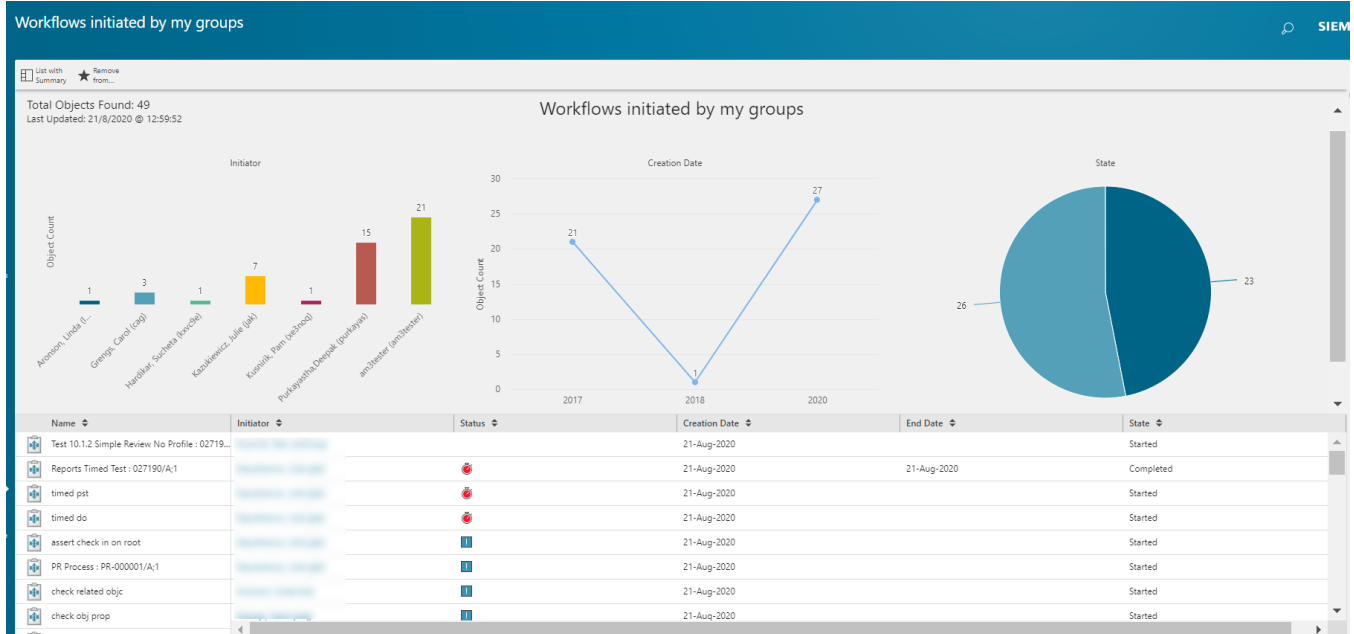 Workflows initiated by my groups
SIEM
List with
Summary
Remove
from...
Total Objects Found: 49
Last Updated: 21/8/2020 @ 12:59:52
Workflows initiated by my groups
Initiator
Object Count
1
3
1
7
1
15
21
Aronson, Linda (l...
Grengs, Carol (cag)
Hardikar, Sucheta (kxvc9e)
Kazukiewicz, Julie (jak)
Kusnirik, Pam (xe3noq)
Purkayastha,Deepak (purkayas)
am3tester (am3tester)
Creation Date
Object Count
30
25
20
15
10
5
0
21
1
27
2017 2018 2020
State
26
23
Name Initiator Status Creation Date End Date State
Test 10.1.2 Simple Review No Profile : 02719... 21-Aug-2020 Started
Reports Timed Test : 027190/A;1 21-Aug-2020 21-Aug-2020 Completed
timed pst 21-Aug-2020 Started
timed do 21-Aug-2020 Started
assert check in on root 21-Aug-2020 Started
PR Process : PR-000001/A;1 21-Aug-2020 Started
check related objc 21-Aug-2020 Started
check obj prop 21-Aug-2020 Started